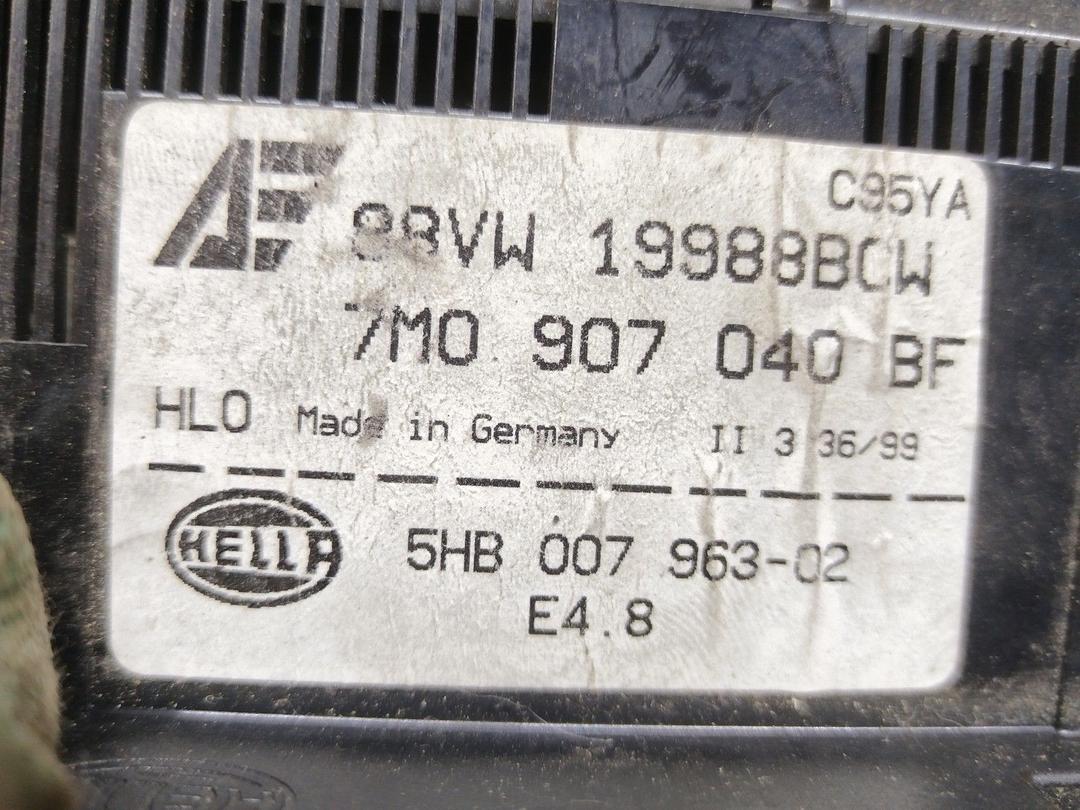 C95YA
AF 98VW 19988BCW
7M0 907 040 BF
HLO Made in Germany II 3 36/99
HELLA 5HB 007 963-02
E4.8